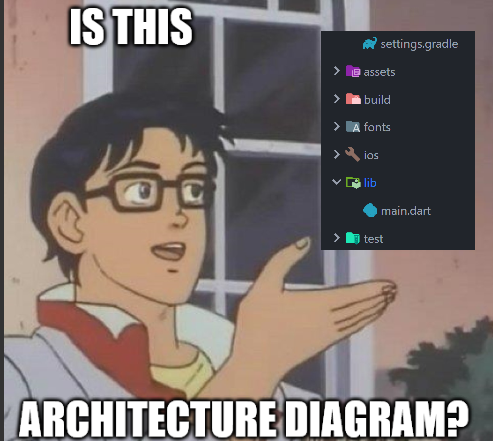 IS THIS
settings.gradle
assets
build
fonts
ios
lib
main.dart
test
ARCHITECTURE DIAGRAM?